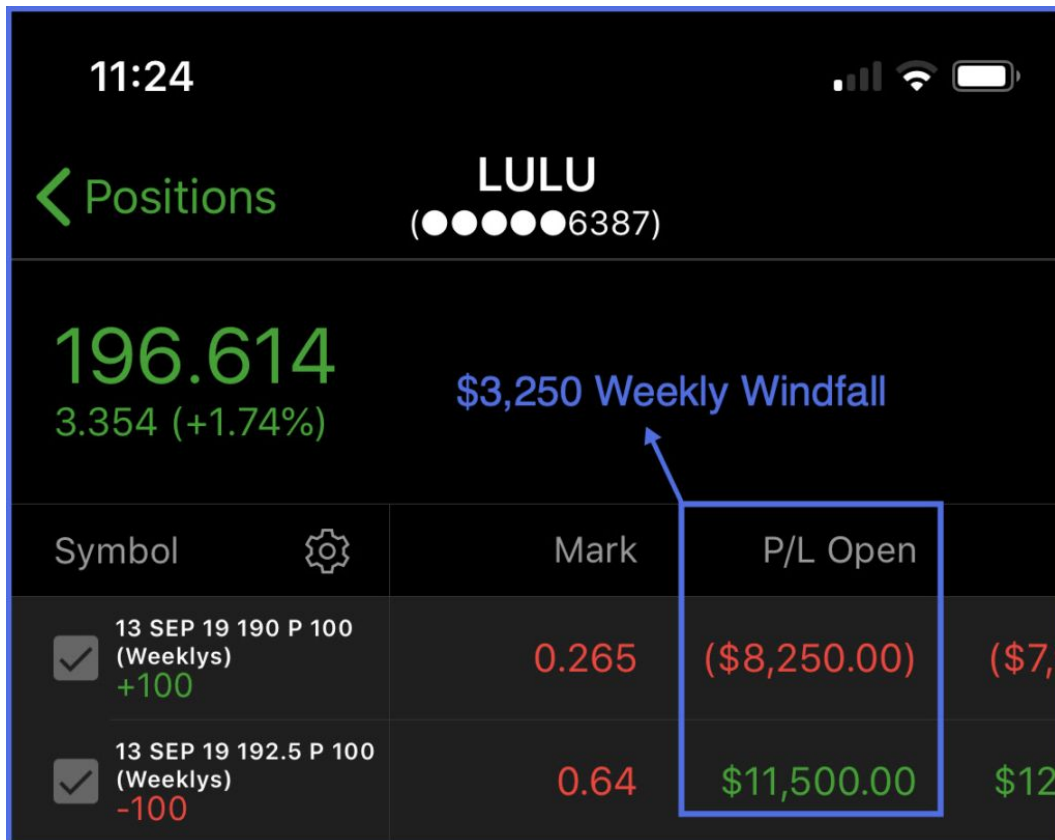 11:24
Positions
LULU
(●●●●●6387)
196.614
3.354 (+1.74%)
$3,250 Weekly Windfall
Symbol Mark P/L Open
13 SEP 19 190 P 100
(Weeklys)
+100
0.265 ($8,250.00) ($7,
13 SEP 19 192.5 P 100
(Weeklys)
-100
0.64 $11,500.00 $12